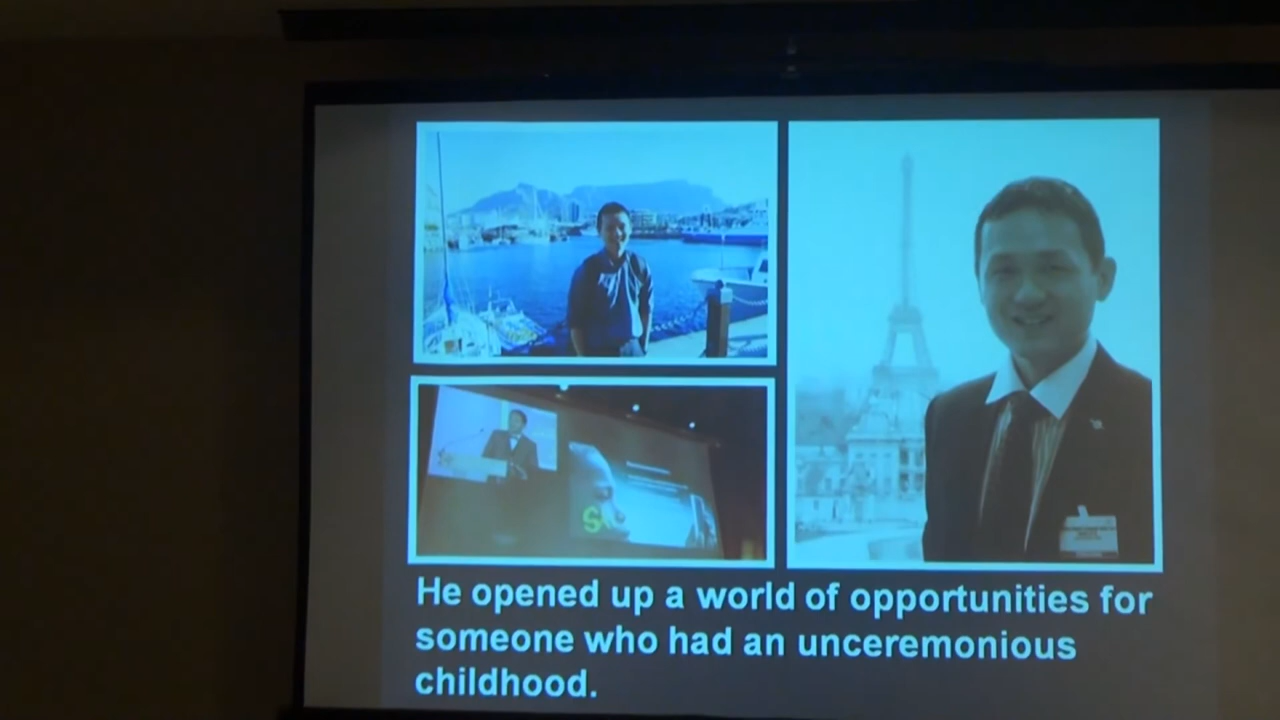 He opened up a world of opportunities for
someone who had an unceremonious
childhood.